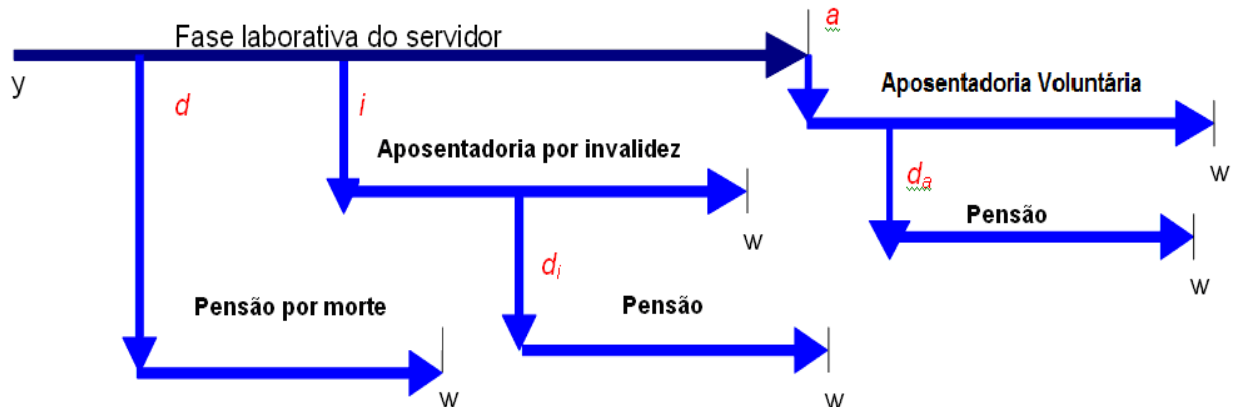 a
Fase laborativa do servidor
y
d
i
Aposentadoria Voluntária
Aposentadoria por invalidez
w
da
Pensão
w
di
w
Pensão por morte
Pensão
w
w